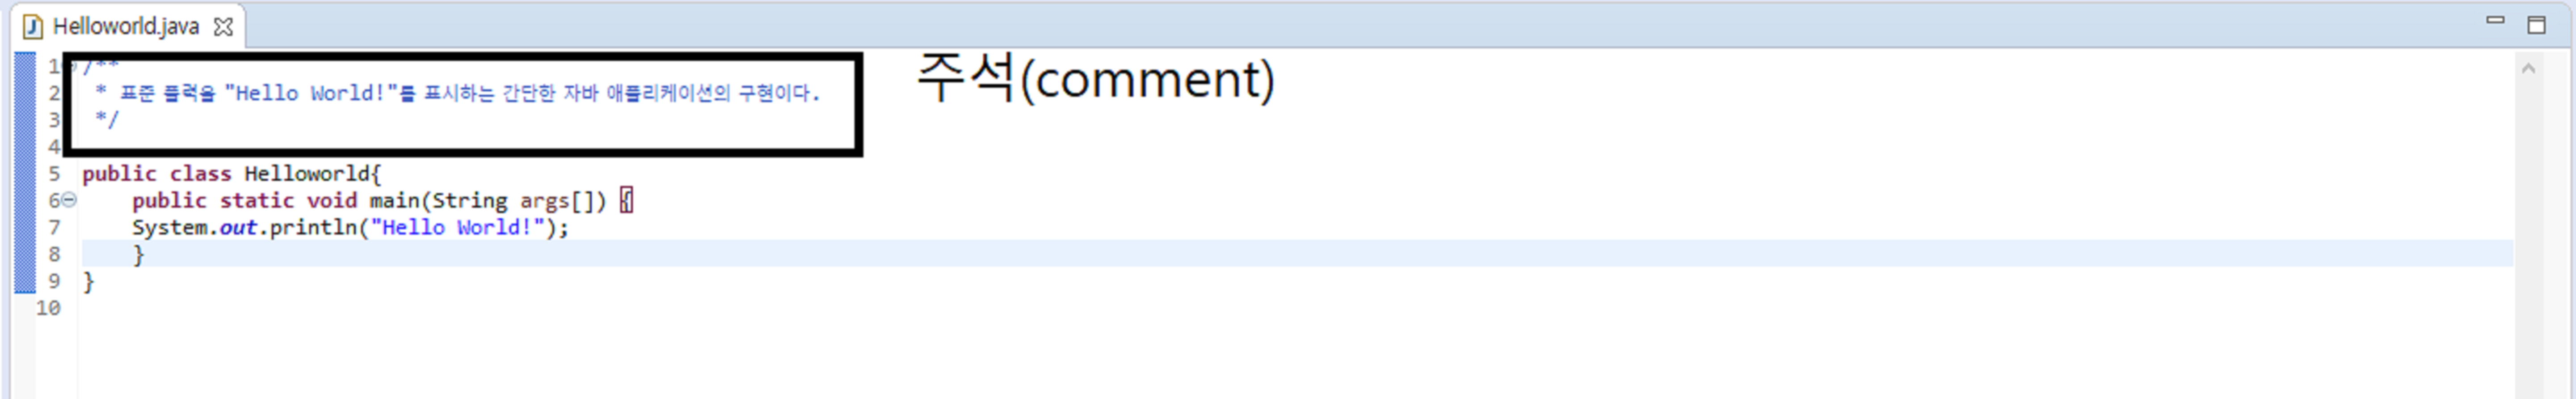 Helloworld.java
1 /**
2 * 표준 플력을 "Hello World!"를 표시하는 간단한 자바 애플리케이션의 구현이다.
3 */
4
주석(comment)
5 public class Helloworld{
6 public static void main(String args[]) {
7 System.out.println("Hello World!");
8 }
9 }
10